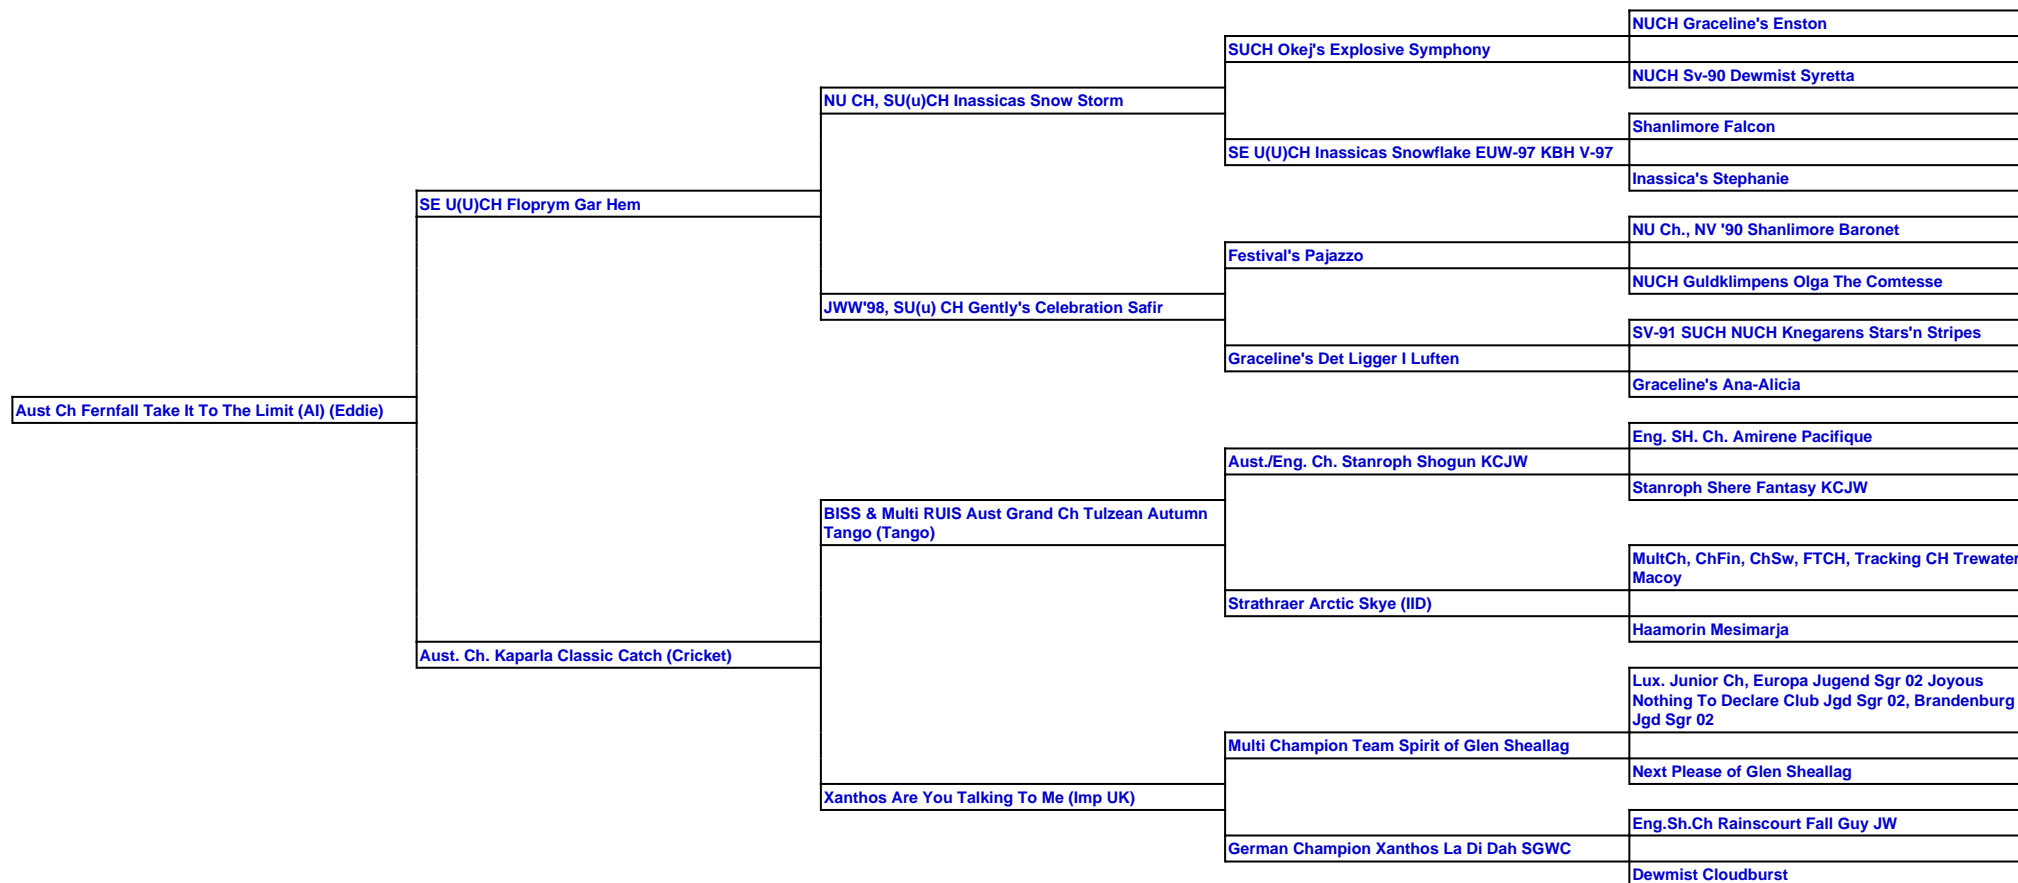 NUCH Graceline's Enston
SUCH Okej's Explosive Symphony
NUCH Sv-90 Dewmist Syretta
NU CH, SU(u)CH Inassicas Snow Storm
Shanlimore Falcon
SE U(U)CH Inassicas Snowflake EUW-97 KBH V-97
Inassica's Stephanie
SE U(U)CH Floprym Gar Hem
NU Ch., NV '90 Shanlimore Baronet
Festival's Pajazzo
NUCH Guldklimpens Olga The Comtesse
JWW'98, SU(u) CH Gently's Celebration Safir
SV-91 SUCH NUCH Knegarens Stars'n Stripes
Graceline's Det Ligger I Luften
Graceline's Ana-Alicia
Aust Ch Fernfall Take It To The Limit (AI) (Eddie)
Eng. SH. Ch. Amirene Pacifique
Aust./Eng. Ch. Stanroph Shogun KCJW
Stanroph Shere Fantasy KCJW
BISS & Multi RUIS Aust Grand Ch Tulzean Autumn
Tango (Tango)
MultCh, ChFin, ChSw, FTCH, Tracking CH Trewater
Macoy
Strathraer Arctic Skye (IID)
Haamorin Mesimarja
Aust. Ch. Kaparla Classic Catch (Cricket)
Lux. Junior Ch, Europa Jugend Sgr 02 Joyous
Nothing To Declare Club Jgd Sgr 02, Brandenburg
Jgd Sgr 02
Multi Champion Team Spirit of Glen Sheallag
Next Please of Glen Sheallag
Xanthos Are You Talking To Me (Imp UK)
Eng.Sh.Ch Rainscourt Fall Guy JW
German Champion Xanthos La Di Dah SGWC
Dewmist Cloudburst